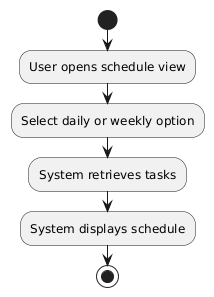 User opens schedule view
Select daily or weekly option
System retrieves tasks
System displays schedule